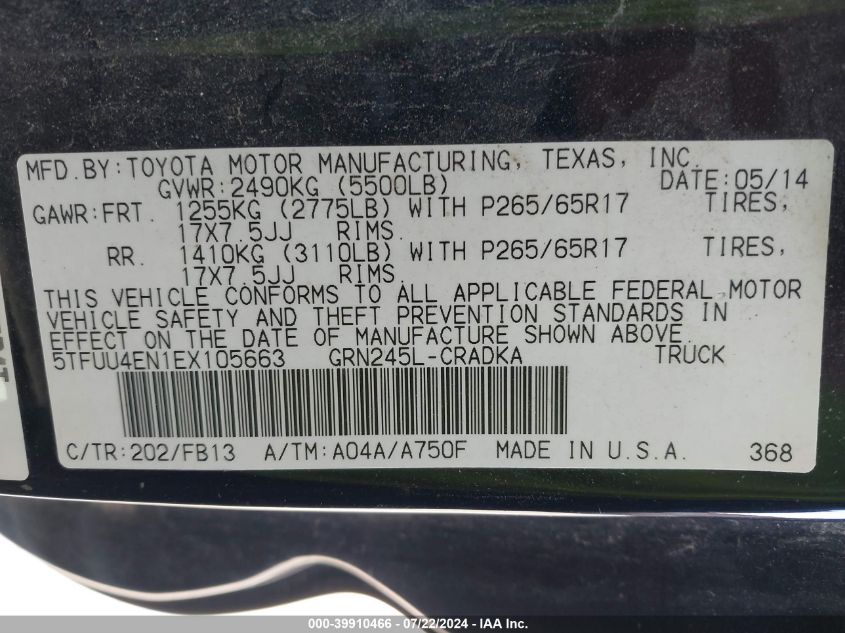 MFD.BY:TOYOTA MOTOR MANUFACTURING, TEXAS, INC.
GVWR:2490KG (5500LB) DATE:05/14
GAWR:FRT. 1255KG (2775LB) WITH P265/65R17 TIRES,
17X7.5JJ RIMS.
RR. 1410KG (3110LB) WITH P265/65R17 TIRES,
17X7.5JJ RIMS.
THIS VEHICLE CONFORMS TO ALL APPLICABLE FEDERAL MOTOR
VEHICLE SAFETY AND THEFT PREVENTION STANDARDS IN
EFFECT ON THE DATE OF MANUFACTURE SHOWN ABOVE.
5TFUU4EN1EX105663 GRN245L-CRADKA TRUCK
C/TR:202/FB13 A/TM:A04A/A750F MADE IN U.S.A. 368
000-39910466 - 07/22/2024 - IAA Inc.